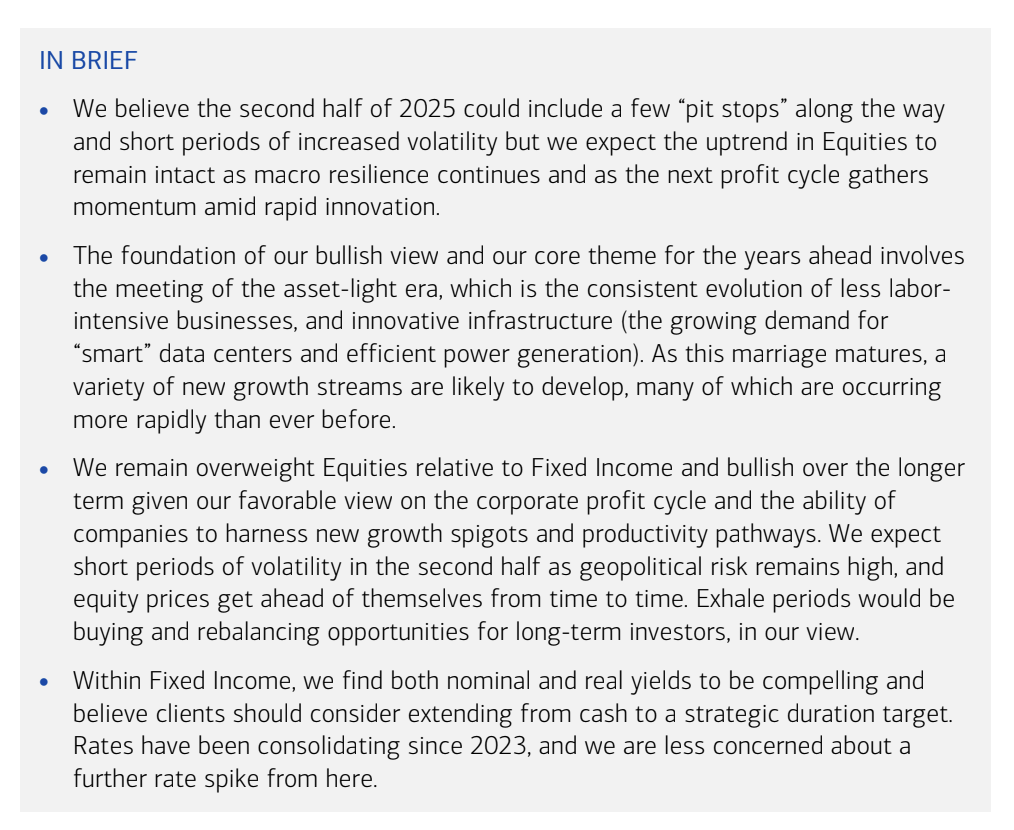 IN BRIEF
• We believe the second half of 2025 could include a few “pit stops” along the way
and short periods of increased volatility but we expect the uptrend in Equities to
remain intact as macro resilience continues and as the next profit cycle gathers
momentum amid rapid innovation.
• The foundation of our bullish view and our core theme for the years ahead involves
the meeting of the asset-light era, which is the consistent evolution of less labor-
intensive businesses, and innovative infrastructure (the growing demand for
“smart” data centers and efficient power generation). As this marriage matures, a
variety of new growth streams are likely to develop, many of which are occurring
more rapidly than ever before.
• We remain overweight Equities relative to Fixed Income and bullish over the longer
term given our favorable view on the corporate profit cycle and the ability of
companies to harness new growth spigots and productivity pathways. We expect
short periods of volatility in the second half as geopolitical risk remains high, and
equity prices get ahead of themselves from time to time. Exhale periods would be
buying and rebalancing opportunities for long-term investors, in our view.
• Within Fixed Income, we find both nominal and real yields to be compelling and
believe clients should consider extending from cash to a strategic duration target.
Rates have been consolidating since 2023, and we are less concerned about a
further rate spike from here.